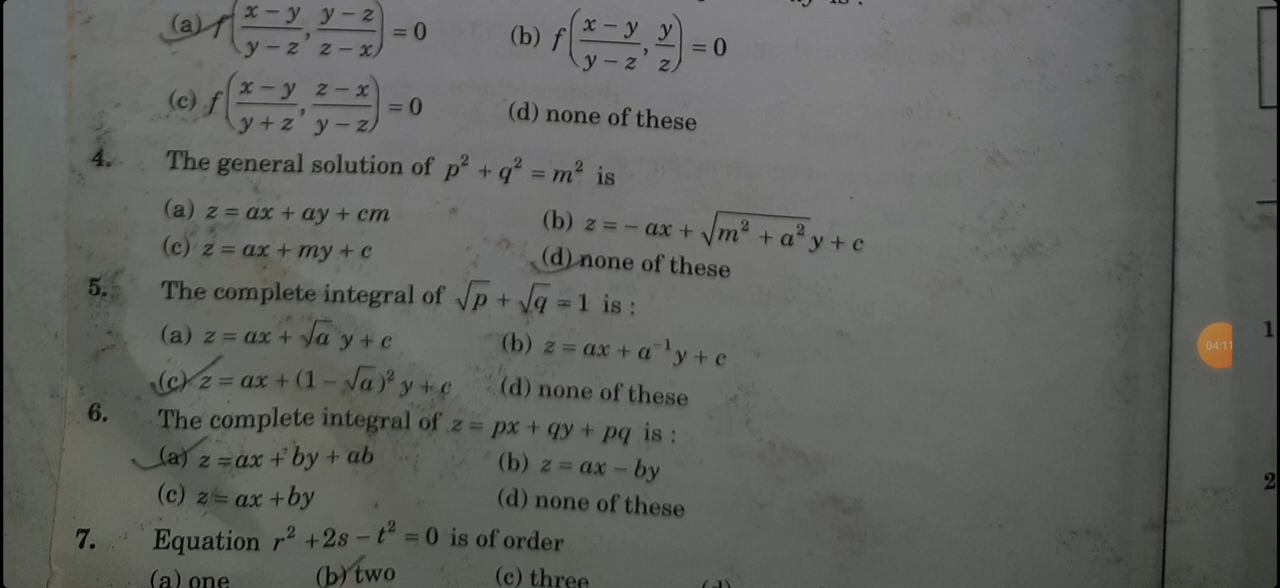 (a) f((x − y)/(y − z), (y − z)/(z − x)) = 0 (b) f((x − y)/(y − z), y/z) = 0
(c) f((x − y)/(y + z), (z − x)/(y − z)) = 0 (d) none of these
4. The general solution of p² + q² = m² is
(a) z = ax + ay + cm (b) z = − ax + √(m² + a²) y + c
(c) z = ax + my + c (d) none of these
5. The complete integral of √p + √q = 1 is :
(a) z = ax + √a y + c (b) z = ax + a⁻¹y + c
(c) z = ax + (1 − √a)² y + c (d) none of these
6. The complete integral of z = px + qy + pq is :
(a) z = ax + by + ab (b) z = ax − by
(c) z = ax + by (d) none of these
7. Equation r² + 2s − t² = 0 is of order
(a) one (b) two (c) three
04:11
1
2